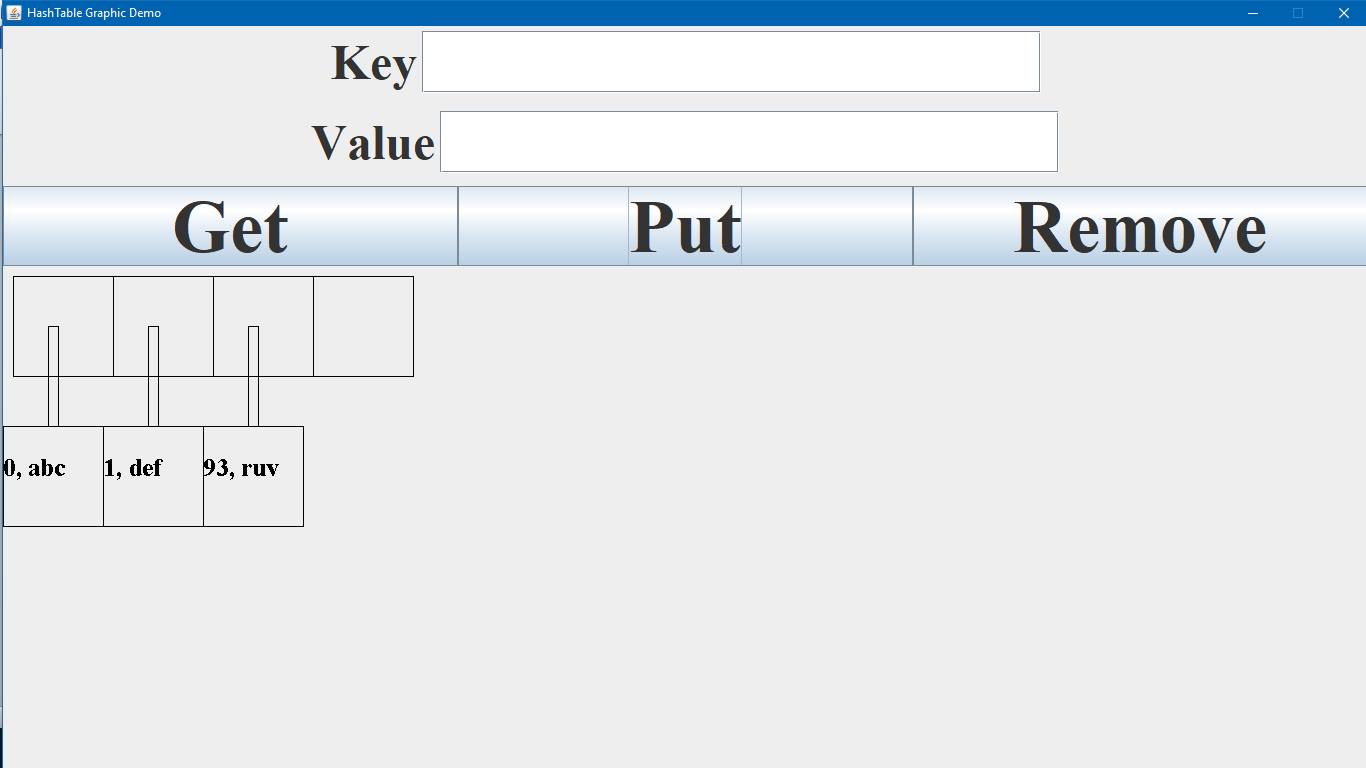 HashTable Graphic Demo
Key
Value
Get Put Remove
0, abc 1, def 93, ruv